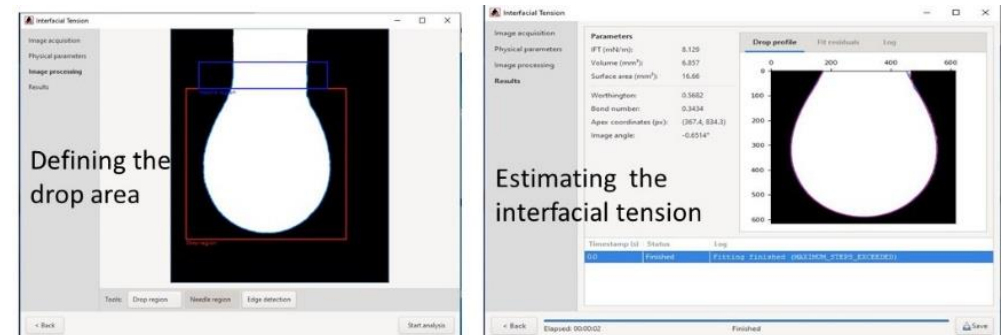 Interfacial Tension
Image acquisition
Physical parameters
Image processing
Results
Defining the
drop area
Tools:
Drop region
Needle region
Edge detection
< Back
Start analysis
Interfacial Tension
Image acquisition
Physical parameters
Image processing
Results
Parameters
IFT (mN/m): 8.129
Volume (mm³): 6.857
Surface area (mm²): 16.66
Worthington: 0.5682
Bond number: 0.3434
Apex coordinates (px):
Image angle: -0.6514°
Drop profile
Fit residuals
Log
0 200 400 600
0
100
200
300
400
500
600
Estimating the
interfacial tension
Timestamp [s] Status Log
0.0 Finished Fitting finished (MAXIMUM_STEPS_EXCEEDED)
< Back
Elapsed: 00:00:02
Finished
Save